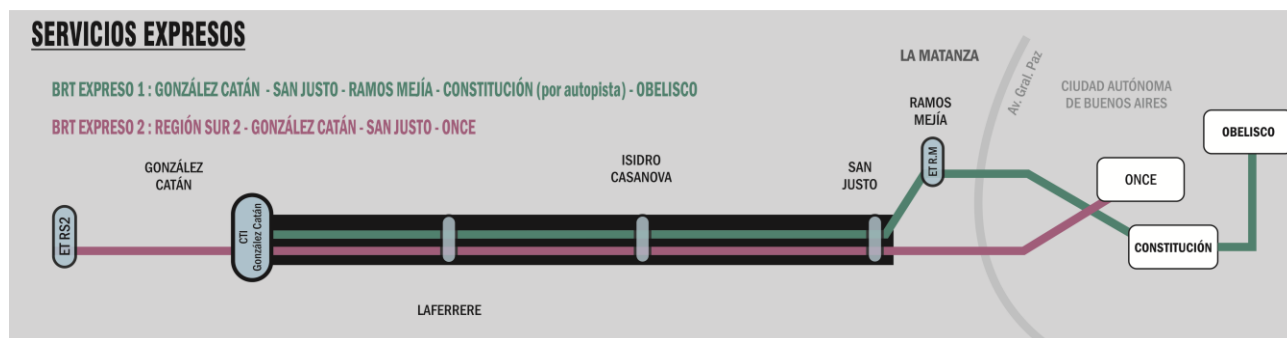 SERVICIOS EXPRESOS
BRT EXPRESO 1 : GONZÁLEZ CATÁN - SAN JUSTO - RAMOS MEJÍA - CONSTITUCIÓN (por autopista) - OBELISCO
BRT EXPRESO 2 : REGIÓN SUR 2 - GONZÁLEZ CATÁN - SAN JUSTO - ONCE
LA MATANZA
Av. Gral. Paz
CIUDAD AUTÓNOMA
DE BUENOS AIRES
RAMOS
MEJÍA
OBELISCO
GONZÁLEZ
CATÁN
ISIDRO
CASANOVA
SAN
JUSTO
ET R.M
ONCE
ET RS2
CTI
González Catán
CONSTITUCIÓN
LAFERRERE